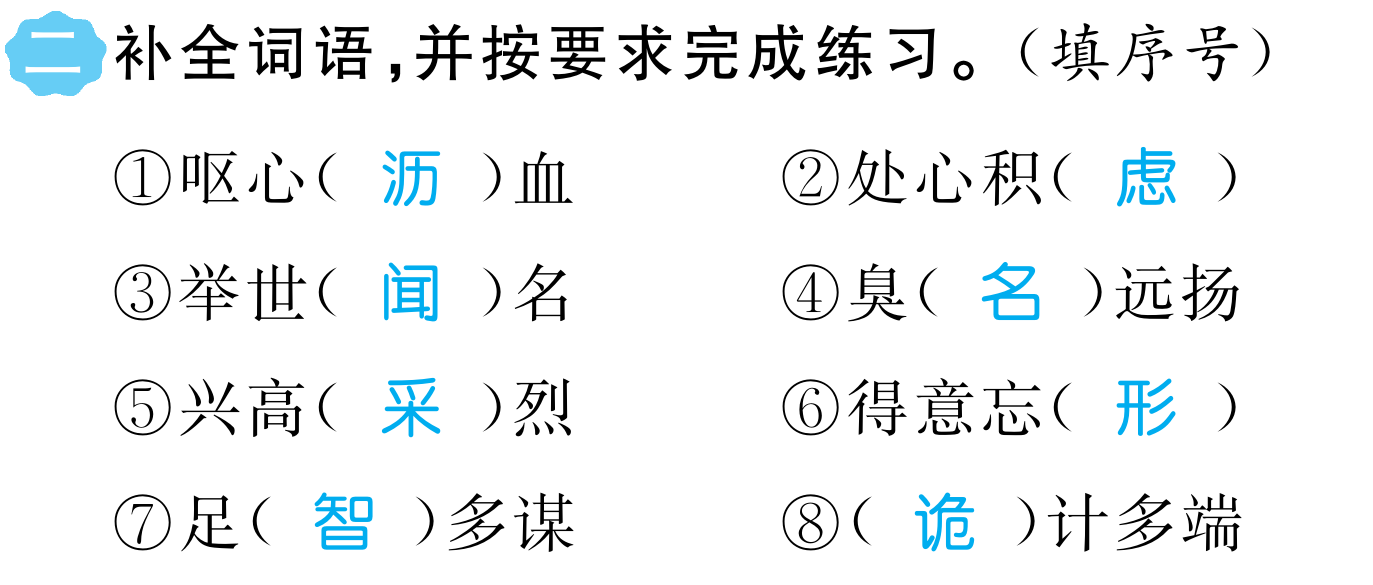 二 补全词语,并按要求完成练习。(填序号)
①呕心( 沥 )血 ②处心积( 虑 )
③举世( 闻 )名 ④臭( 名 )远扬
⑤兴高( 采 )烈 ⑥得意忘( 形 )
⑦足( 智 )多谋 ⑧( 诡 )计多端